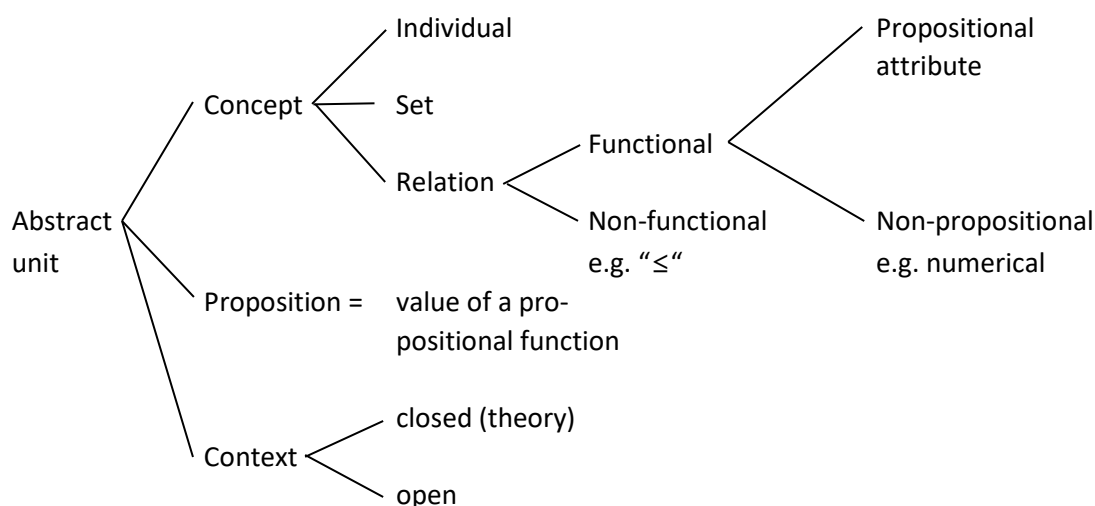 Individual
Propositional
attribute
Concept
Set
Functional
Relation
Abstract
unit
Non-functional
e.g. “≤“
Non-propositional
e.g. numerical
Proposition = value of a pro-
positional function
closed (theory)
Context
open